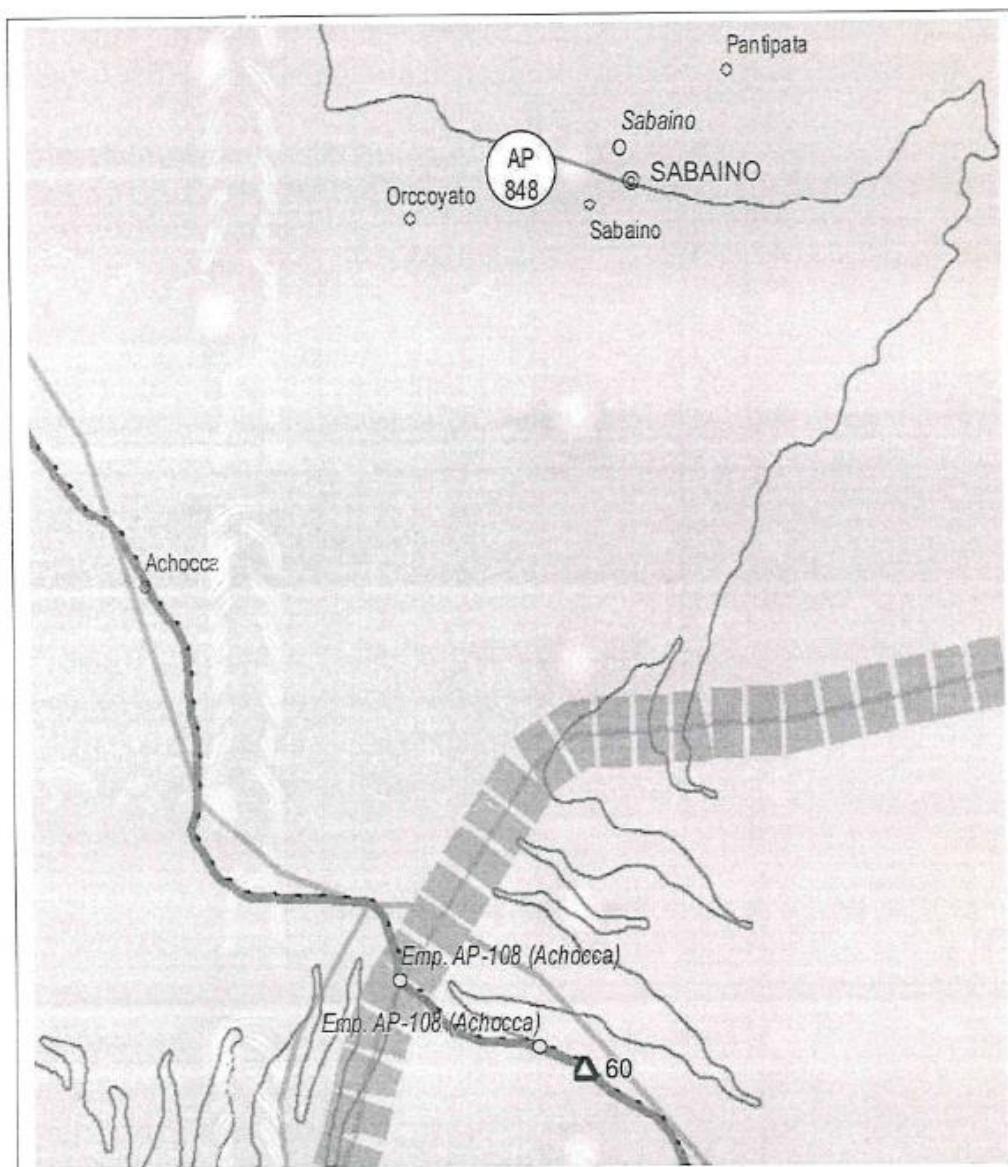 Pantipata
Sabaino
AP
848
SABAINO
Orccoyato
Sabaino
Achocca
Emp. AP-108 (Achocca)
Emp. AP-108 (Achocca)
60